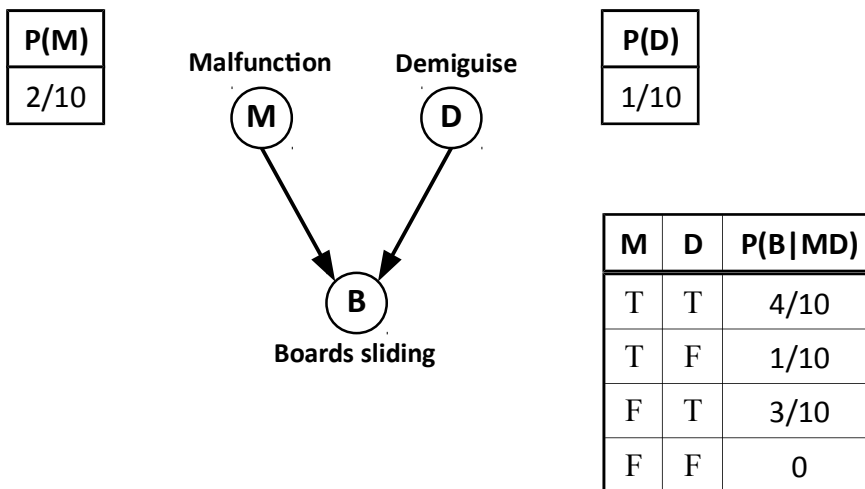 P(M)
2/10
Malfunction
Demiguise
M
D
P(D)
1/10
B
Boards sliding
M D P(B|MD)
T T 4/10
T F 1/10
F T 3/10
F F 0